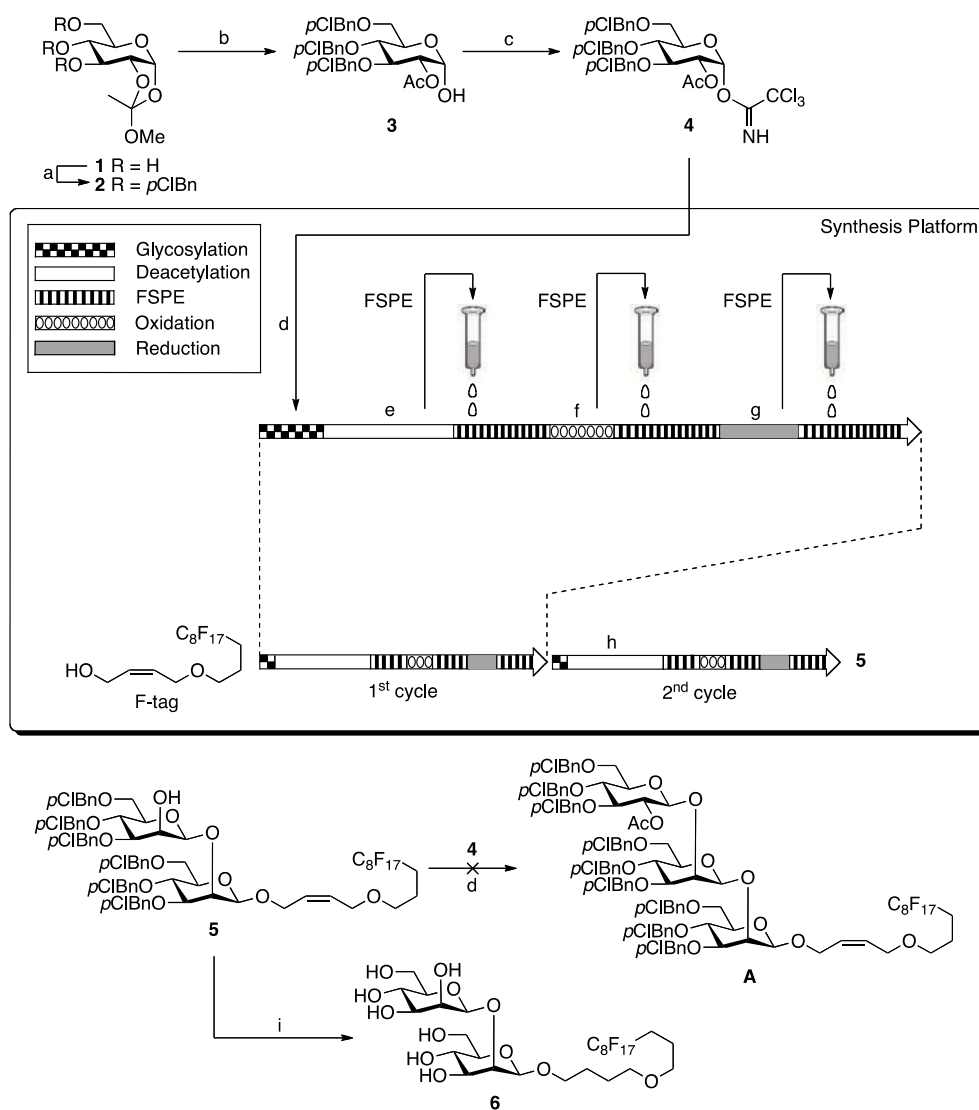 RO
RO
RO
O
O
O
OMe
a
1 R = H
2 R = pClBn
b
pClBnO
pClBnO
pClBnO
O
AcO
OH
3
c
pClBnO
pClBnO
pClBnO
O
AcO
O
CCl3
NH
4
Synthesis Platform
Glycosylation
Deacetylation
FSPE
Oxidation
Reduction
d
FSPE
FSPE
FSPE
e
f
g
C8F17
HO
O
F-tag
h
5
1st cycle
2nd cycle
pClBnO
OH
pClBnO
pClBnO
O
O
pClBnO
pClBnO
pClBnO
O
O
O
C8F17
5
4
d
pClBnO
pClBnO
pClBnO
O
O
AcO
pClBnO
pClBnO
pClBnO
O
O
pClBnO
pClBnO
pClBnO
O
O
O
C8F17
A
i
HO
OH
HO
HO
O
O
HO
HO
HO
O
O
O
C8F17
6